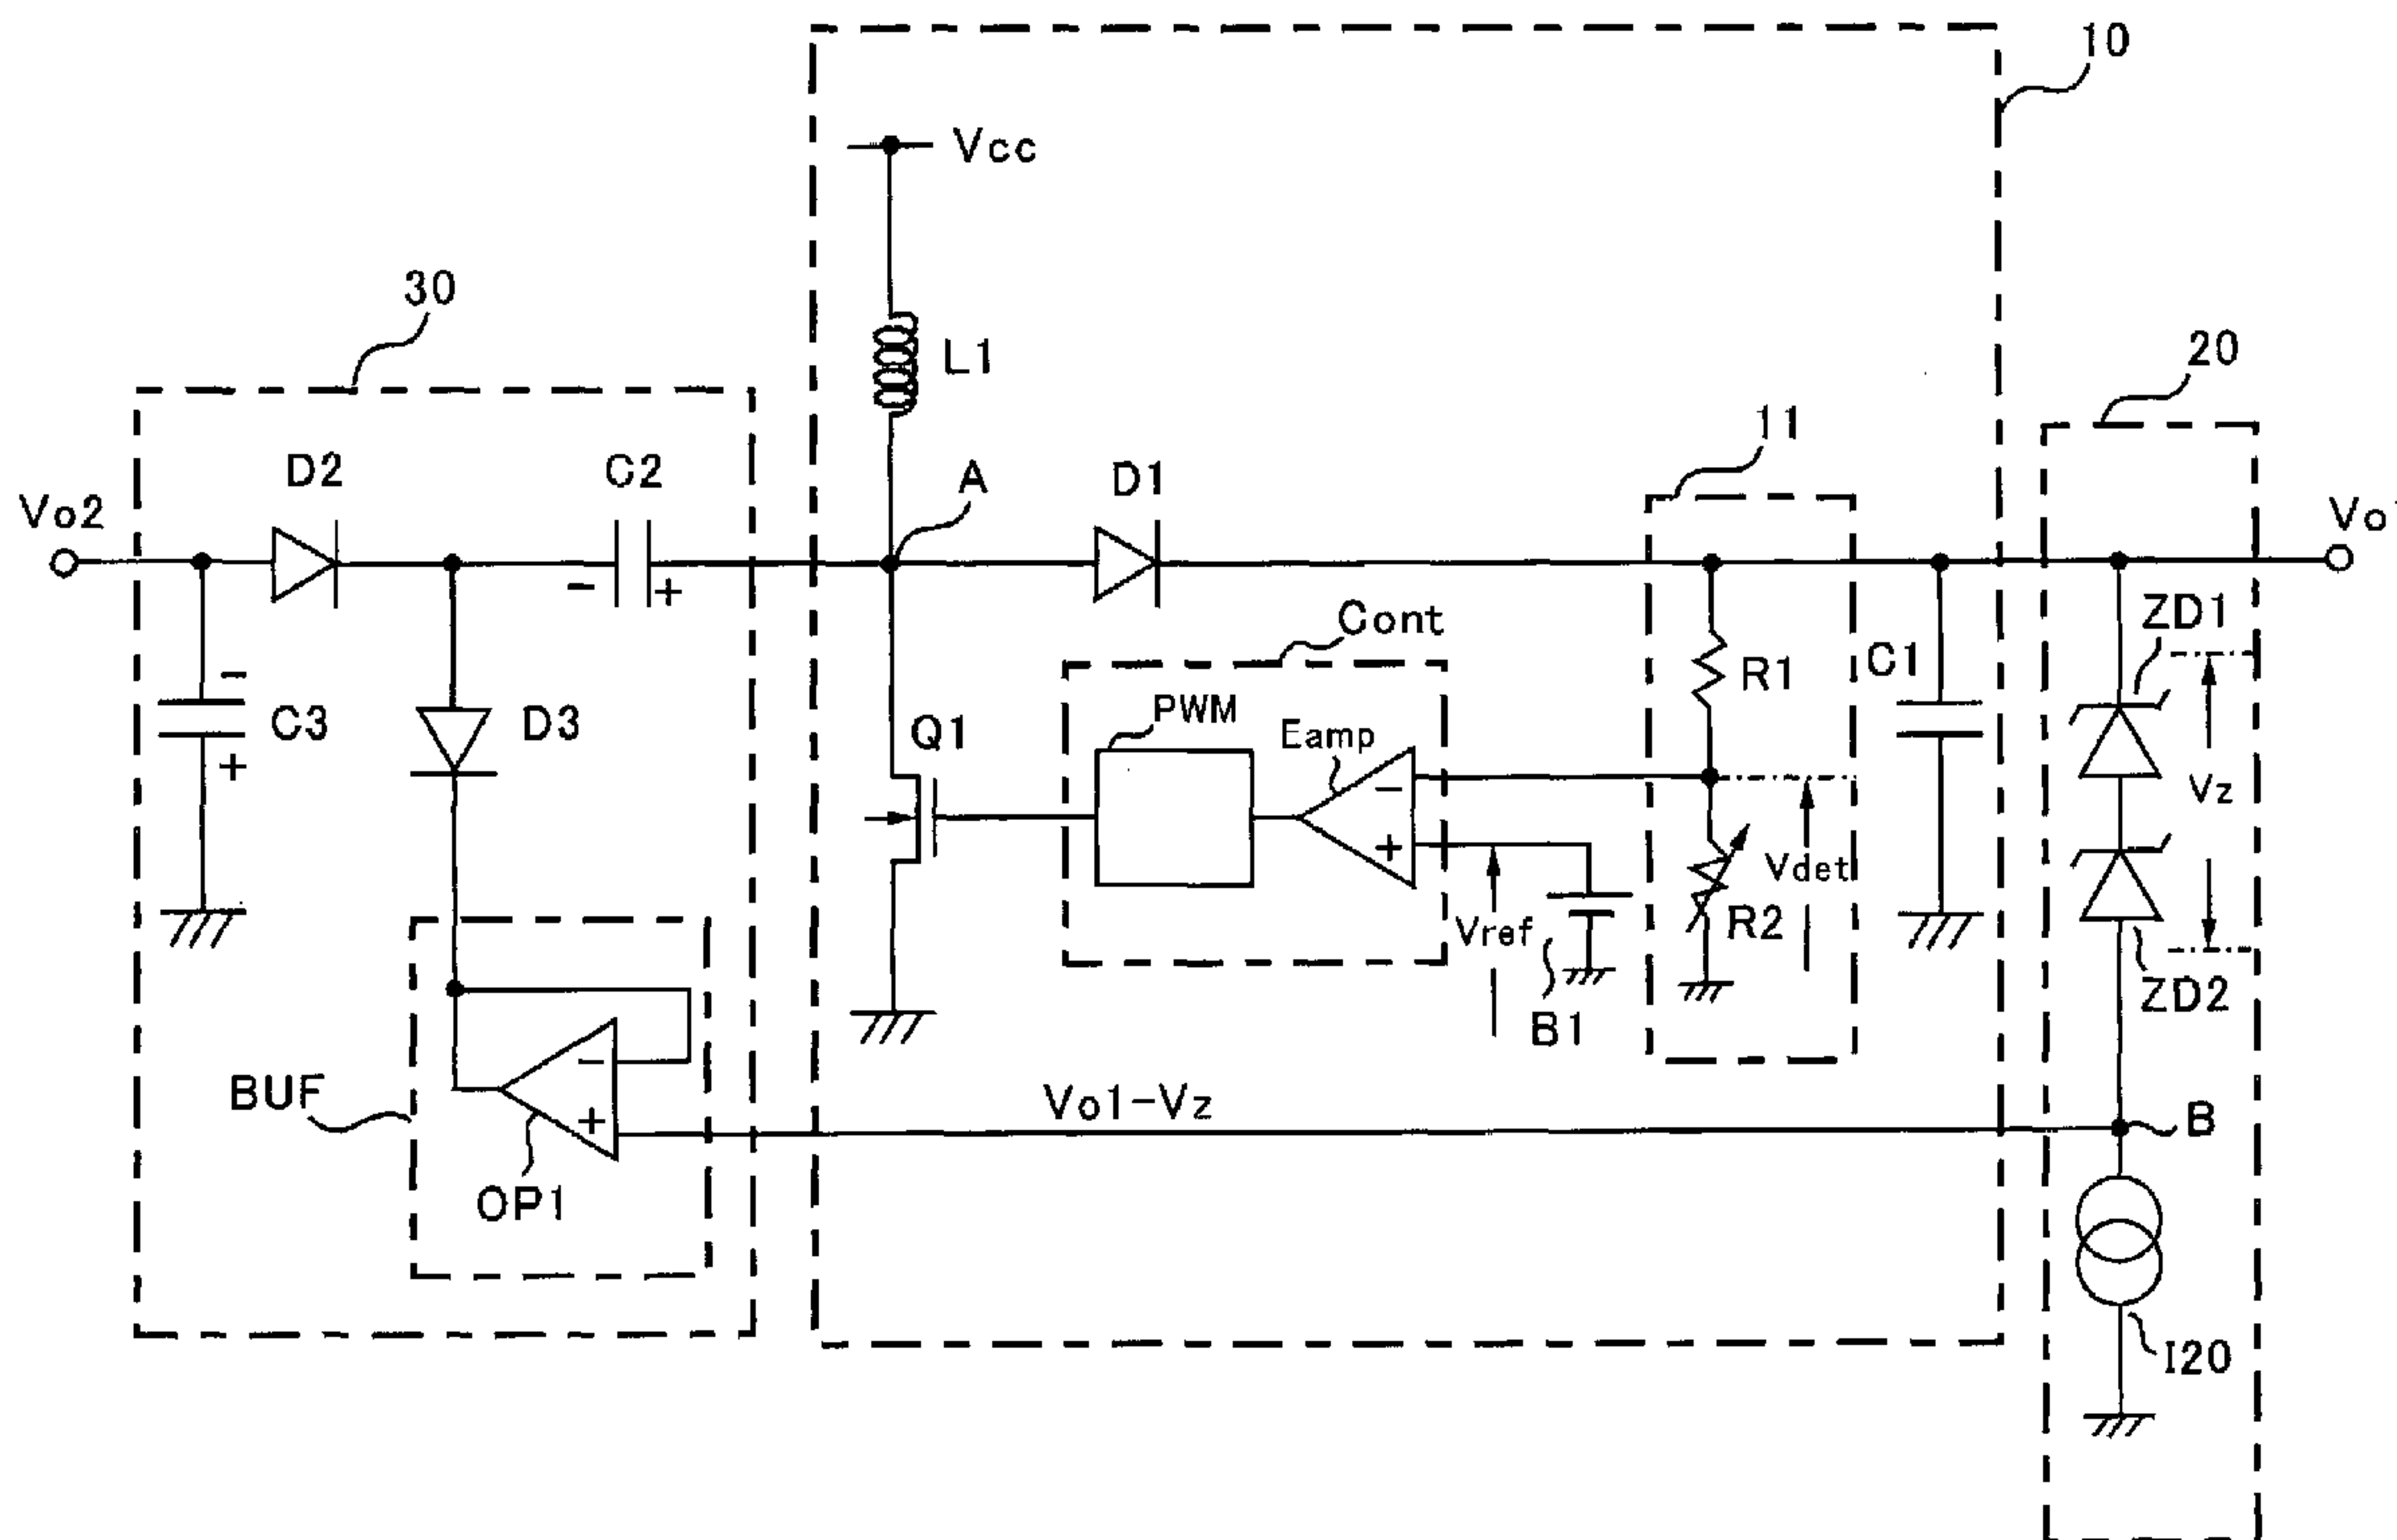 10
Vcc
30
L1
20
11
D2
C2
A
D1
Vo2
Vo
- +
Cont
ZD1
R1
C1
-
C3
+
D3
Q1
PWM
Eamp
-
+
Vz
Vdet
Vref
R2
B1
ZD2
BUF
-
+
OP1
Vo1-Vz
B
I20